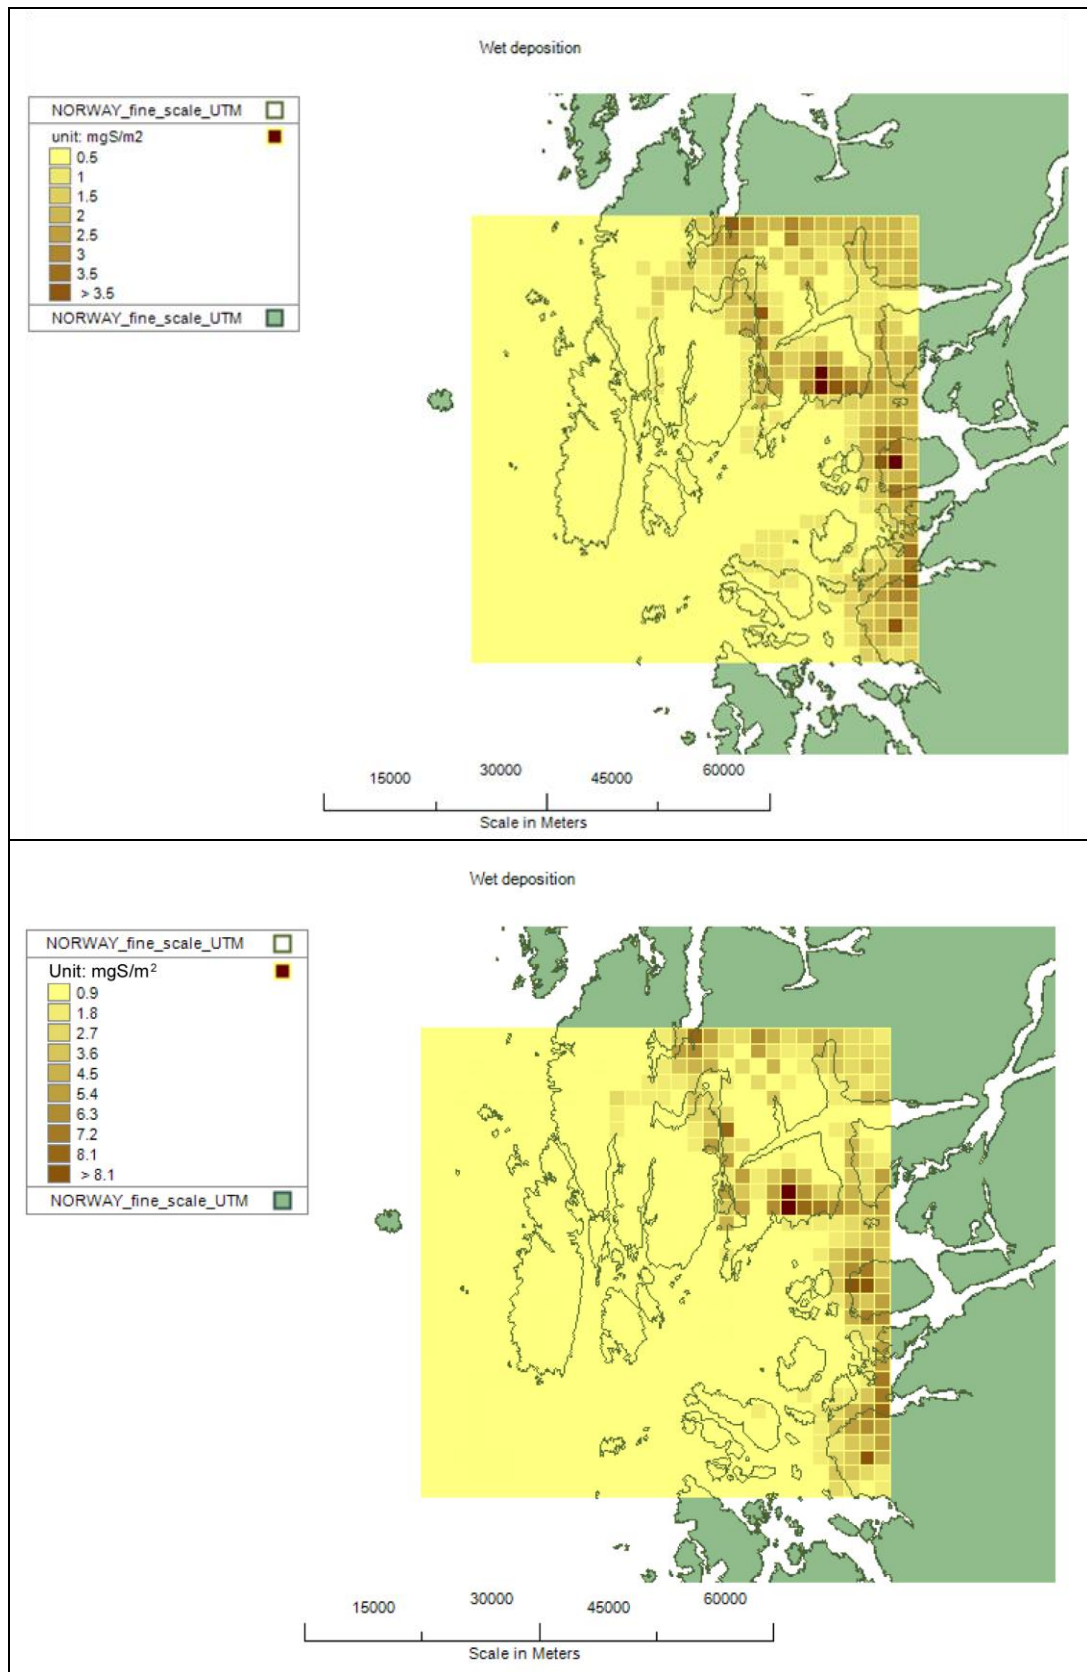 Wet deposition
NORWAY_fine_scale_UTM
unit: mgS/m2
0.5
1
1.5
2
2.5
3
3.5
> 3.5
NORWAY_fine_scale_UTM
15000 30000 45000 60000
Scale in Meters
Wet deposition
NORWAY_fine_scale_UTM
Unit: mgS/m²
0.9
1.8
2.7
3.6
4.5
5.4
6.3
7.2
8.1
> 8.1
NORWAY_fine_scale_UTM
15000 30000 45000 60000
Scale in Meters